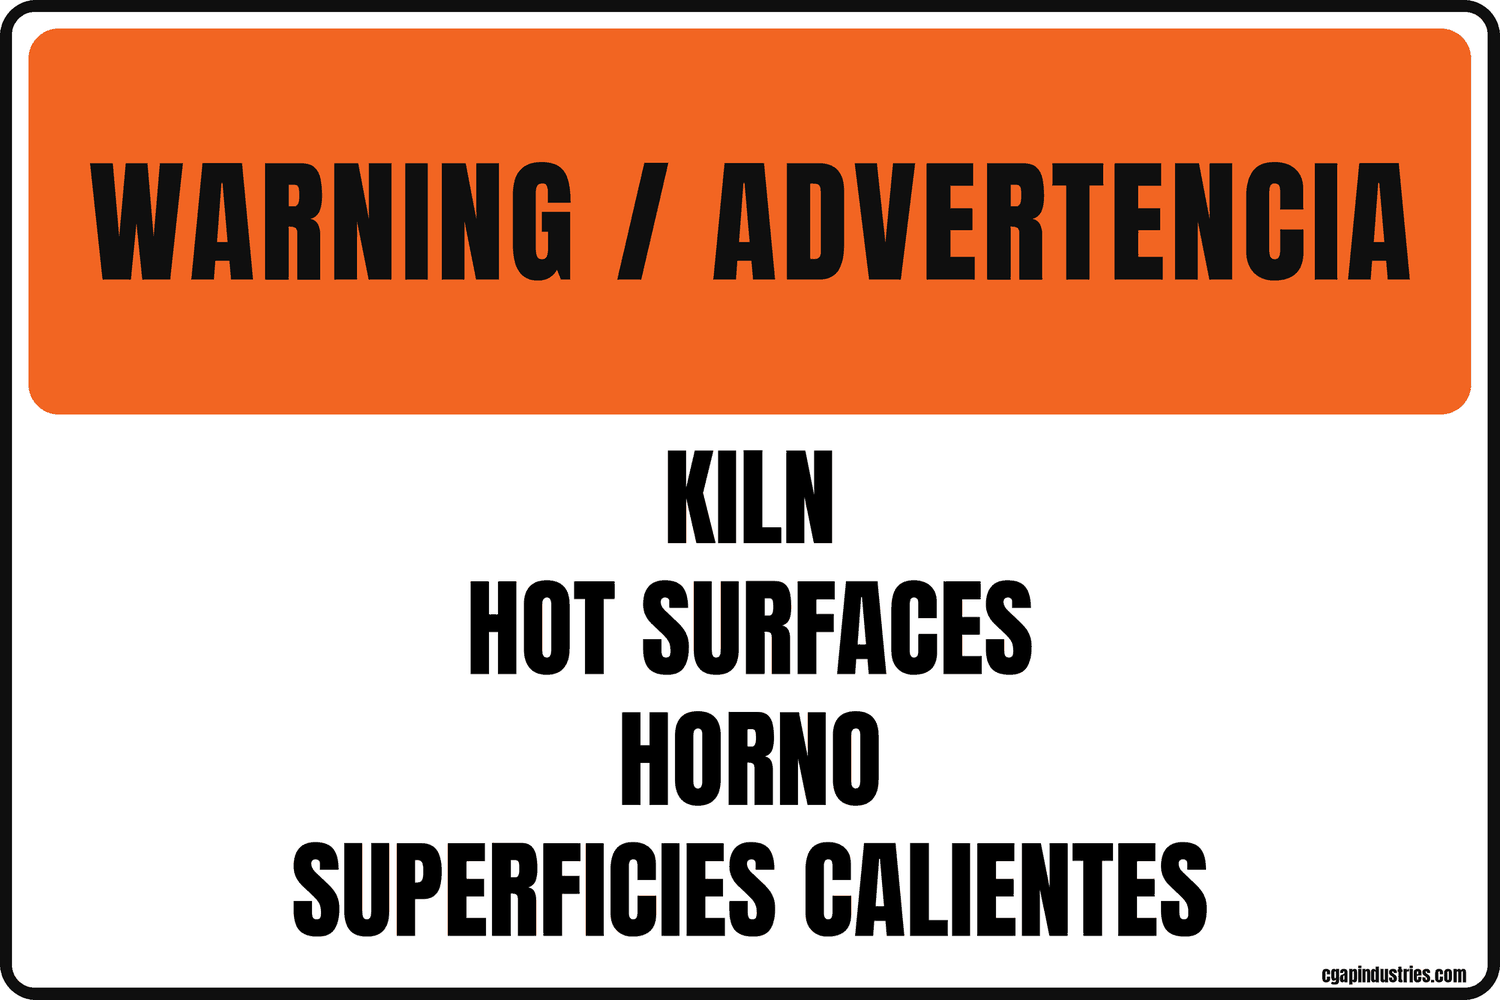 WARNING / ADVERTENCIA
KILN
HOT SURFACES
HORNO
SUPERFICIES CALIENTES
cgapindustries.com